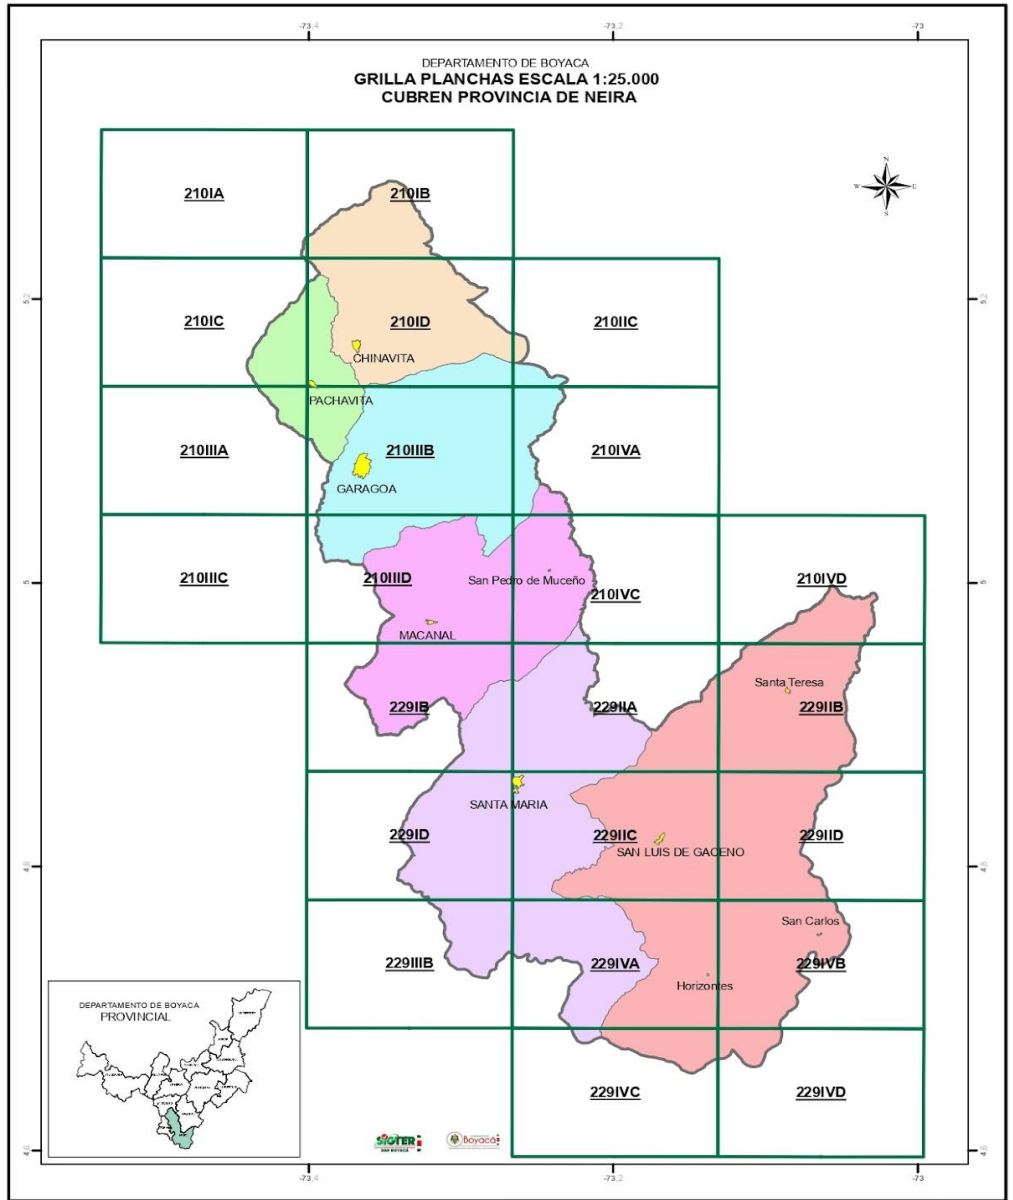 -73,4
-73,2
-73
DEPARTAMENTO DE BOYACA
GRILLA PLANCHAS ESCALA 1:25.000
CUBREN PROVINCIA DE NEIRA
N
W
E
S
210IA
210IB
5,2
5,2
210IC
210ID
210IIC
CHINAVITA
PACHAVITA
210IIIA
210IIIB
210IVA
GARAGOA
5
5
210IIIC
210IIID
San Pedro de Muceño
210IVC
210IVD
MACANAL
Santa Teresa
229IB
229IIA
229IIB
SANTA MARIA
229ID
229IIC
229IID
SAN LUIS DE GACENO
4,8
4,8
San Carlos
229IIIB
229IVA
229IVB
Horizontes
DEPARTAMENTO DE BOYACA
PROVINCIAL
229IVC
229IVD
SIGTER
Boyacá
4,6
4,6
-73,4
-73,2
-73